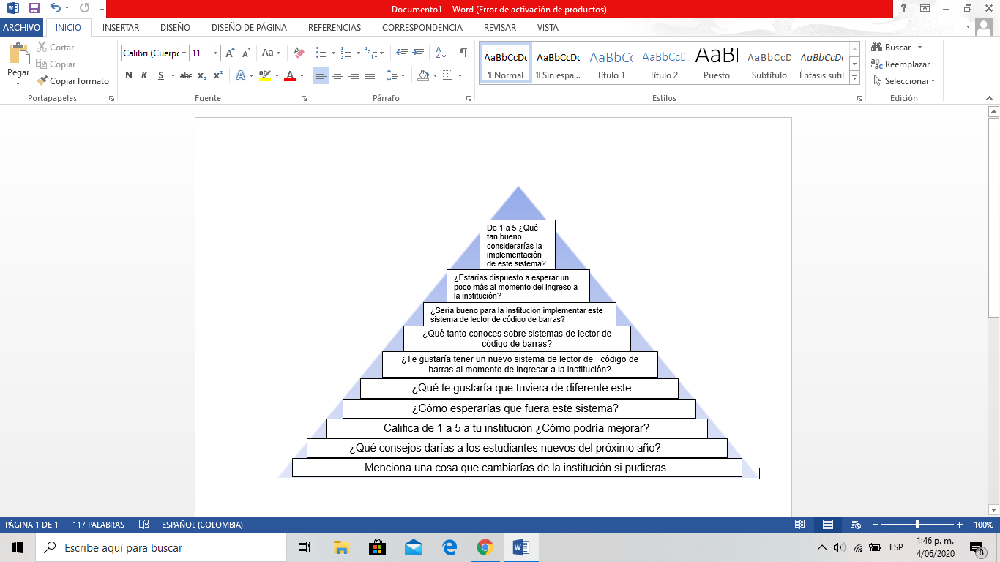 Documento1 - Word (Error de activación de productos)
ARCHIVO INICIO INSERTAR DISEÑO DISEÑO DE PÁGINA REFERENCIAS CORRESPONDENCIA REVISAR VISTA
Pegar
Cortar
Copiar
Copiar formato
Portapapeles
Calibri (Cuerpo 11
Aa
N K S abc x₂ x²
A ab A
Fuente
Párrafo
AaBbCcDc AaBbCcDc AaBbCc AaBbCcD AaB AaBbCcD AaBbCcDc
¶ Normal ¶ Sin espa... Título 1 Título 2 Puesto Subtítulo Énfasis sutil
Estilos
Buscar
Reemplazar
Seleccionar
Edición
De 1 a 5 ¿Qué
tan bueno
considerarías la
implementación
de este sistema?
¿Estarías dispuesto a esperar un
poco más al momento del ingreso a
la institución?
¿Sería bueno para la institución implementar este
sistema de lector de código de barras?
¿Qué tanto conoces sobre sistemas de lector de
código de barras?
¿Te gustaría tener un nuevo sistema de lector de código de
barras al momento de ingresar a la institución?
¿Qué te gustaría que tuviera de diferente este
¿Cómo esperarías que fuera este sistema?
Califica de 1 a 5 a tu institución ¿Cómo podría mejorar?
¿Qué consejos darías a los estudiantes nuevos del próximo año?
Menciona una cosa que cambiarías de la institución si pudieras.
PÁGINA 1 DE 1 117 PALABRAS ESPAÑOL (COLOMBIA) 100%
Escribe aquí para buscar
ESP
1:46 p. m.
4/06/2020
8